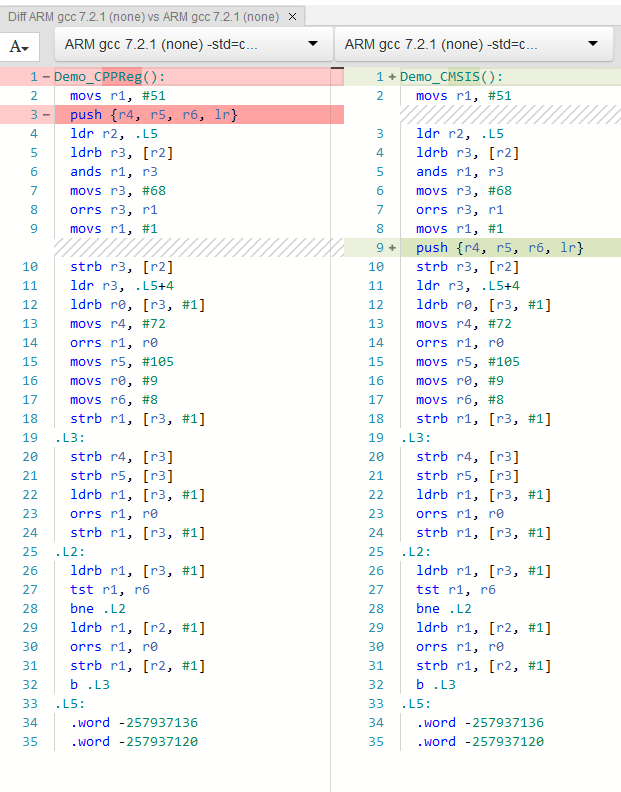 Diff ARM gcc 7.2.1 (none) vs ARM gcc 7.2.1 (none) ×
A ARM gcc 7.2.1 (none) -std=c... ARM gcc 7.2.1 (none) -std=c...
1 − Demo_CPPReg():
2 movs r1, #51
3 − push {r4, r5, r6, lr}
4 ldr r2, .L5
5 ldrb r3, [r2]
6 ands r1, r3
7 movs r3, #68
8 orrs r3, r1
9 movs r1, #1
10 strb r3, [r2]
11 ldr r3, .L5+4
12 ldrb r0, [r3, #1]
13 movs r4, #72
14 orrs r1, r0
15 movs r5, #105
16 movs r0, #9
17 movs r6, #8
18 strb r1, [r3, #1]
19 .L3:
20 strb r4, [r3]
21 strb r5, [r3]
22 ldrb r1, [r3, #1]
23 orrs r1, r0
24 strb r1, [r3, #1]
25 .L2:
26 ldrb r1, [r3, #1]
27 tst r1, r6
28 bne .L2
29 ldrb r1, [r2, #1]
30 orrs r1, r0
31 strb r1, [r2, #1]
32 b .L3
33 .L5:
34 .word -257937136
35 .word -257937120
1 + Demo_CMSIS():
2 movs r1, #51
3 ldr r2, .L5
4 ldrb r3, [r2]
5 ands r1, r3
6 movs r3, #68
7 orrs r3, r1
8 movs r1, #1
9 + push {r4, r5, r6, lr}
10 strb r3, [r2]
11 ldr r3, .L5+4
12 ldrb r0, [r3, #1]
13 movs r4, #72
14 orrs r1, r0
15 movs r5, #105
16 movs r0, #9
17 movs r6, #8
18 strb r1, [r3, #1]
19 .L3:
20 strb r4, [r3]
21 strb r5, [r3]
22 ldrb r1, [r3, #1]
23 orrs r1, r0
24 strb r1, [r3, #1]
25 .L2:
26 ldrb r1, [r3, #1]
27 tst r1, r6
28 bne .L2
29 ldrb r1, [r2, #1]
30 orrs r1, r0
31 strb r1, [r2, #1]
32 b .L3
33 .L5:
34 .word -257937136
35 .word -257937120